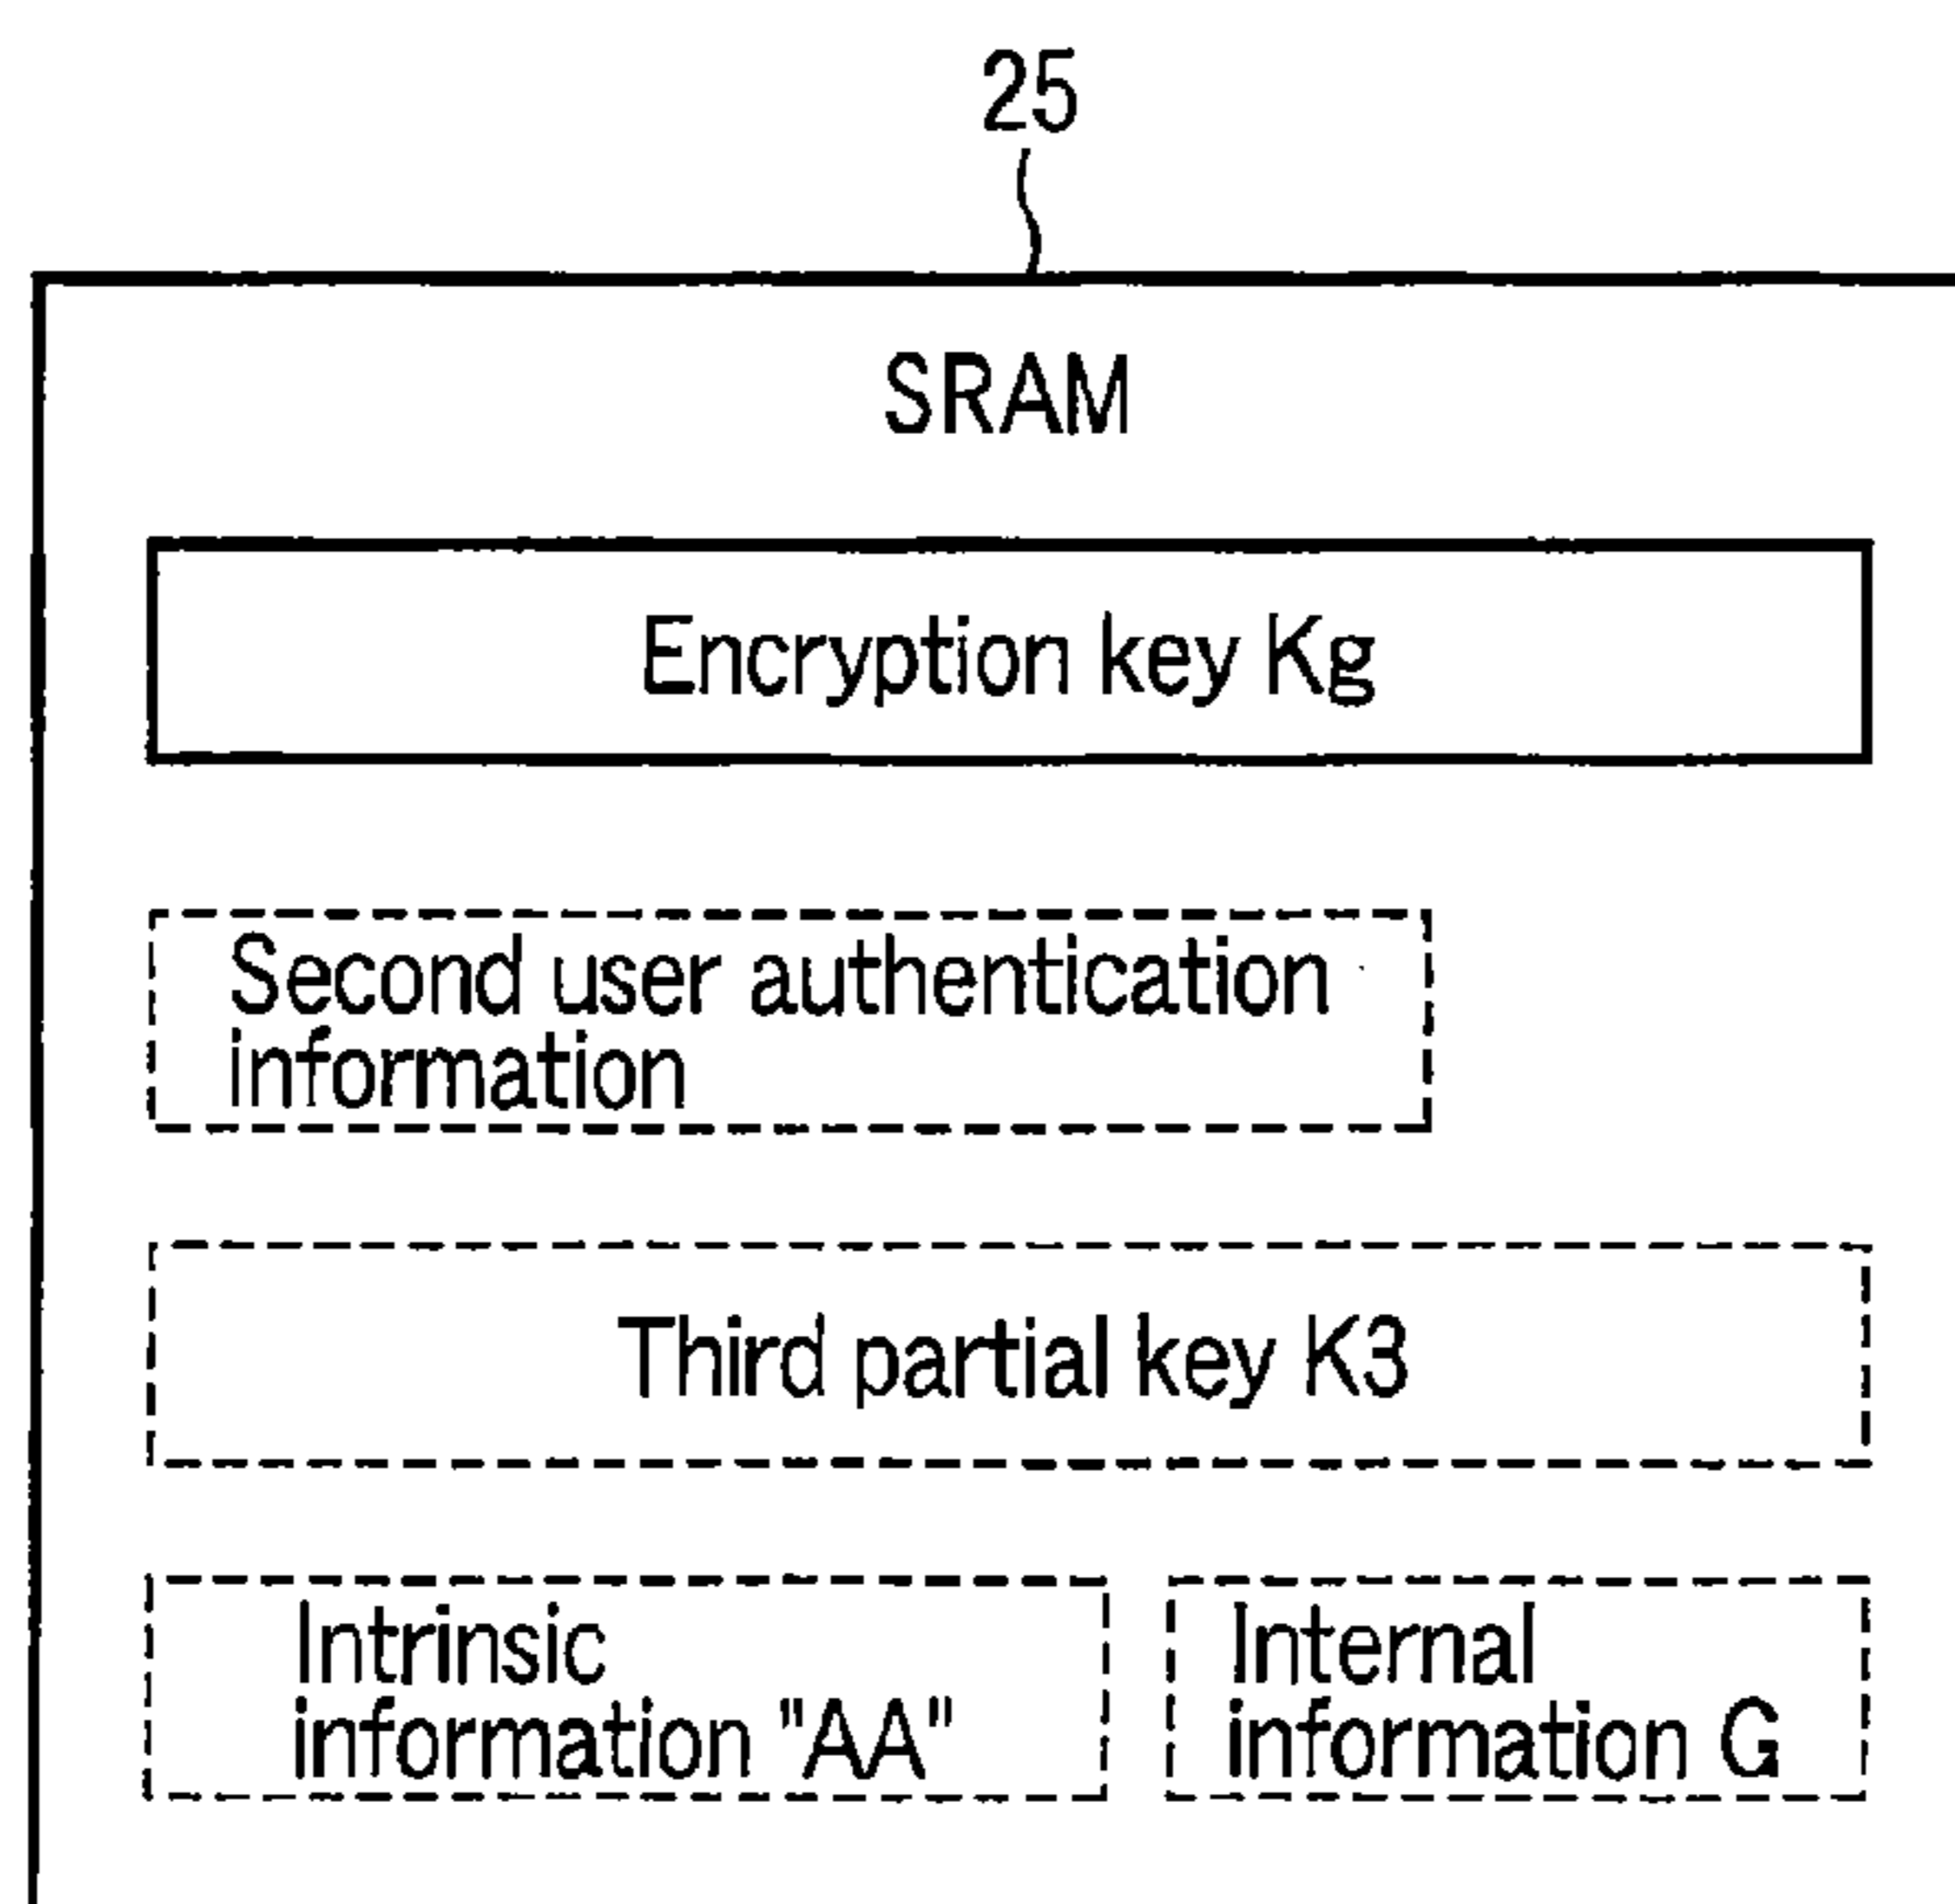 25
SRAM
Encryption key Kg
Second user authentication
information
Third partial key K3
Intrinsic
information "AA"
Internal
information G